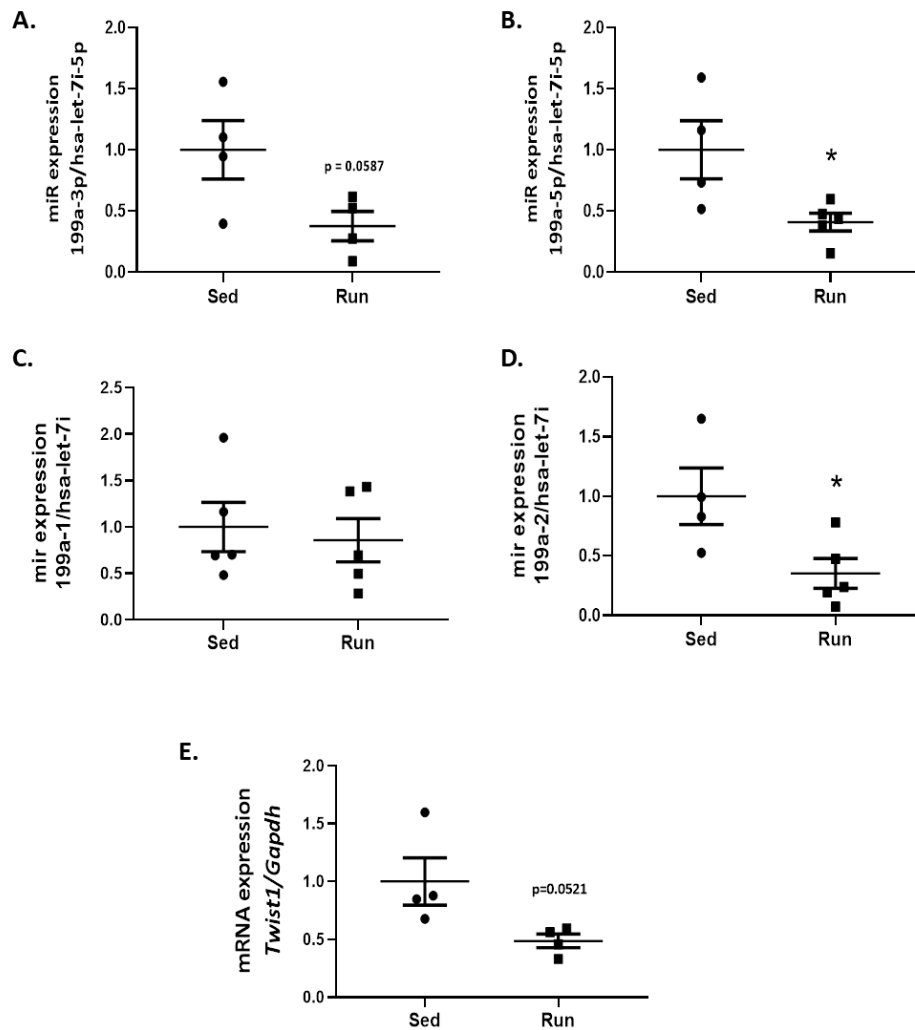 A.
miR expression
199a-3p/hsa-let-7i-5p
2.0
1.5
1.0
0.5
0.0
p = 0.0587
Sed
Run
B.
miR expression
199a-5p/hsa-let-7i-5p
2.0
1.5
1.0
0.5
0.0
*
Sed
Run
C.
mir expression
199a-1/hsa-let-7i
2.5
2.0
1.5
1.0
0.5
0.0
Sed
Run
D.
mir expression
199a-2/hsa-let-7i
2.0
1.5
1.0
0.5
0.0
*
Sed
Run
E.
mRNA expression
Twist1/Gapdh
2.0
1.5
1.0
0.5
0.0
p=0.0521
Sed
Run